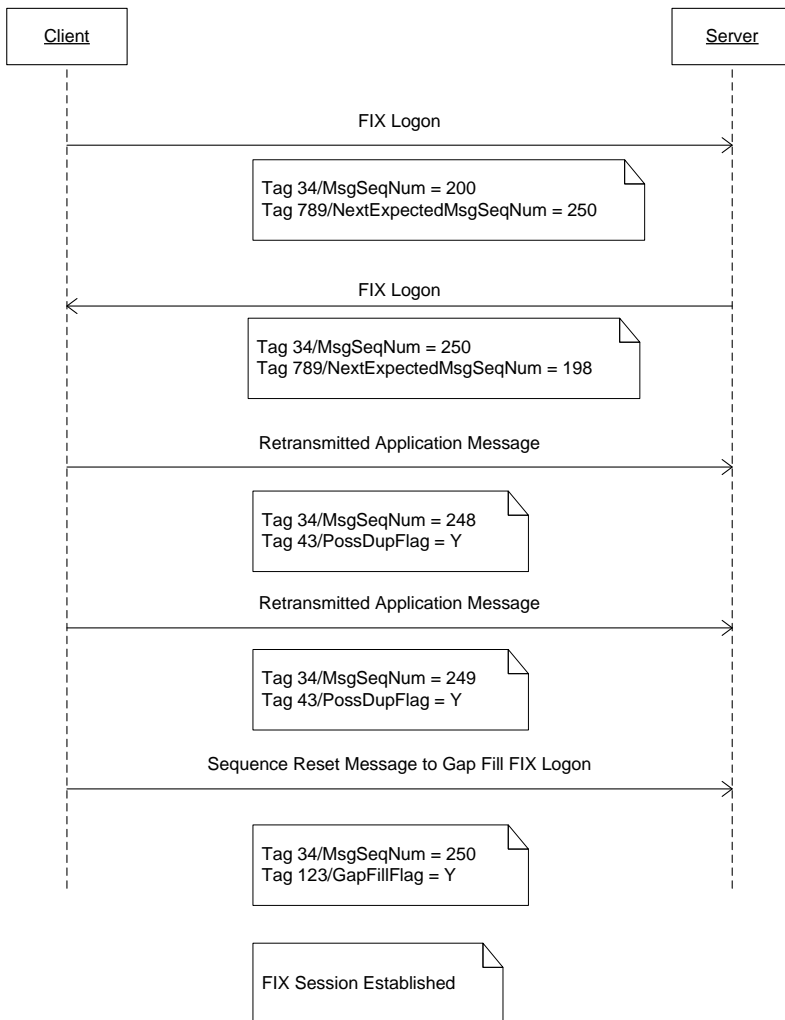 Client
Server
FIX Logon
Tag 34/MsgSeqNum = 200
Tag 789/NextExpectedMsgSeqNum = 250
FIX Logon
Tag 34/MsgSeqNum = 250
Tag 789/NextExpectedMsgSeqNum = 198
Retransmitted Application Message
Tag 34/MsgSeqNum = 248
Tag 43/PossDupFlag = Y
Retransmitted Application Message
Tag 34/MsgSeqNum = 249
Tag 43/PossDupFlag = Y
Sequence Reset Message to Gap Fill FIX Logon
Tag 34/MsgSeqNum = 250
Tag 123/GapFillFlag = Y
FIX Session Established